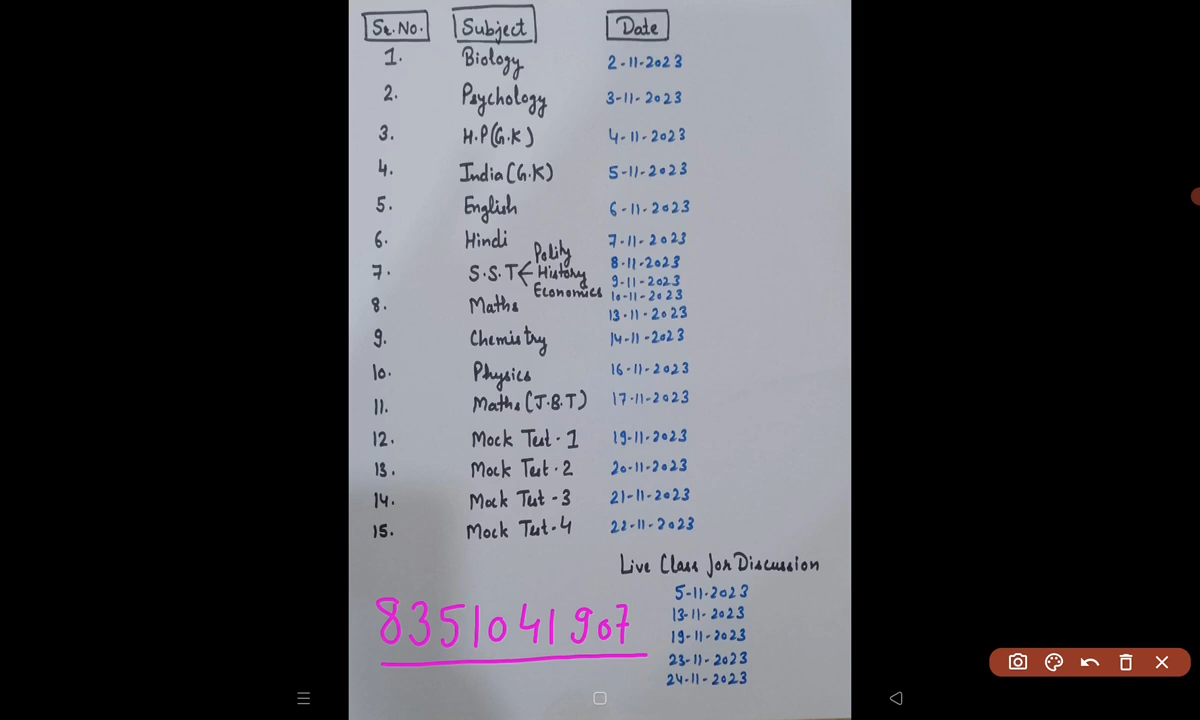 Sr. No. Subject Date
1. Biology 2-11-2023
2. Psychology 3-11-2023
3. H.P(G.K) 4-11-2023
4. India(G.K) 5-11-2023
5. English 6-11-2023
6. Hindi 7-11-2023
7. S.S.T Polity 8-11-2023
History 9-11-2023
Economics 10-11-2023
8. Maths 13-11-2023
9. Chemistry 14-11-2023
10. Physics 16-11-2023
11. Maths(J.B.T) 17-11-2023
12. Mock Test-1 19-11-2023
13. Mock Test-2 20-11-2023
14. Mock Test-3 21-11-2023
15. Mock Test-4 22-11-2023
Live Class for Discussion
5-11-2023
13-11-2023
19-11-2023
23-11-2023
24-11-2023
8351041907